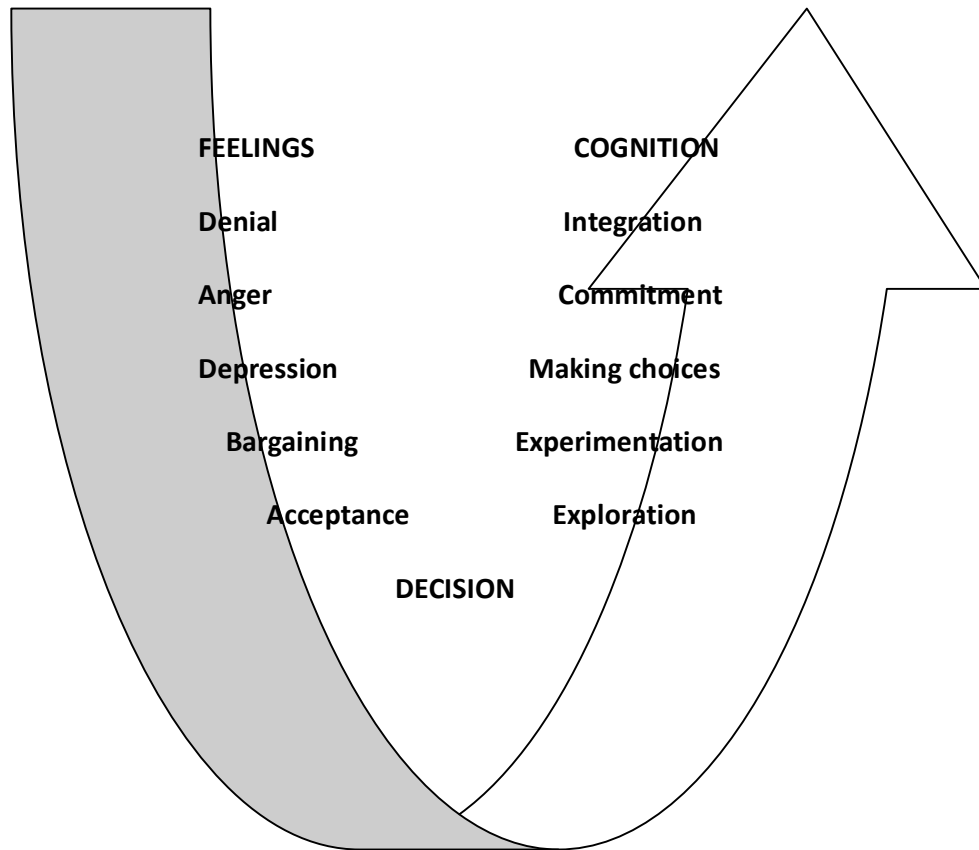 FEELINGS COGNITION
Denial Integration
Anger Commitment
Depression Making choices
Bargaining Experimentation
Acceptance Exploration
DECISION